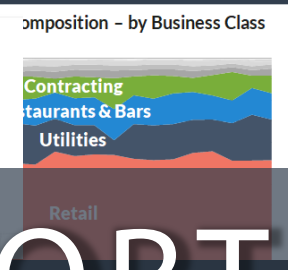 omposition – by Business Class
Contracting
staurants & Bars
Utilities
Retail
ORT